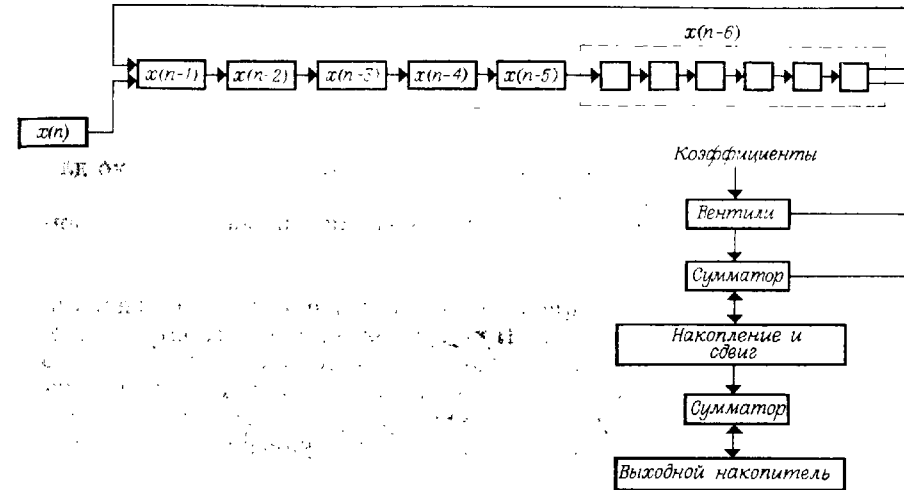 x(n-6)
x(n-1) x(n-2) x(n-3) x(n-4) x(n-5)
x(n)
Коэффициенты
Вентили
Сумматор
Накопление и
сдвиг
Сумматор
Выходной накопитель